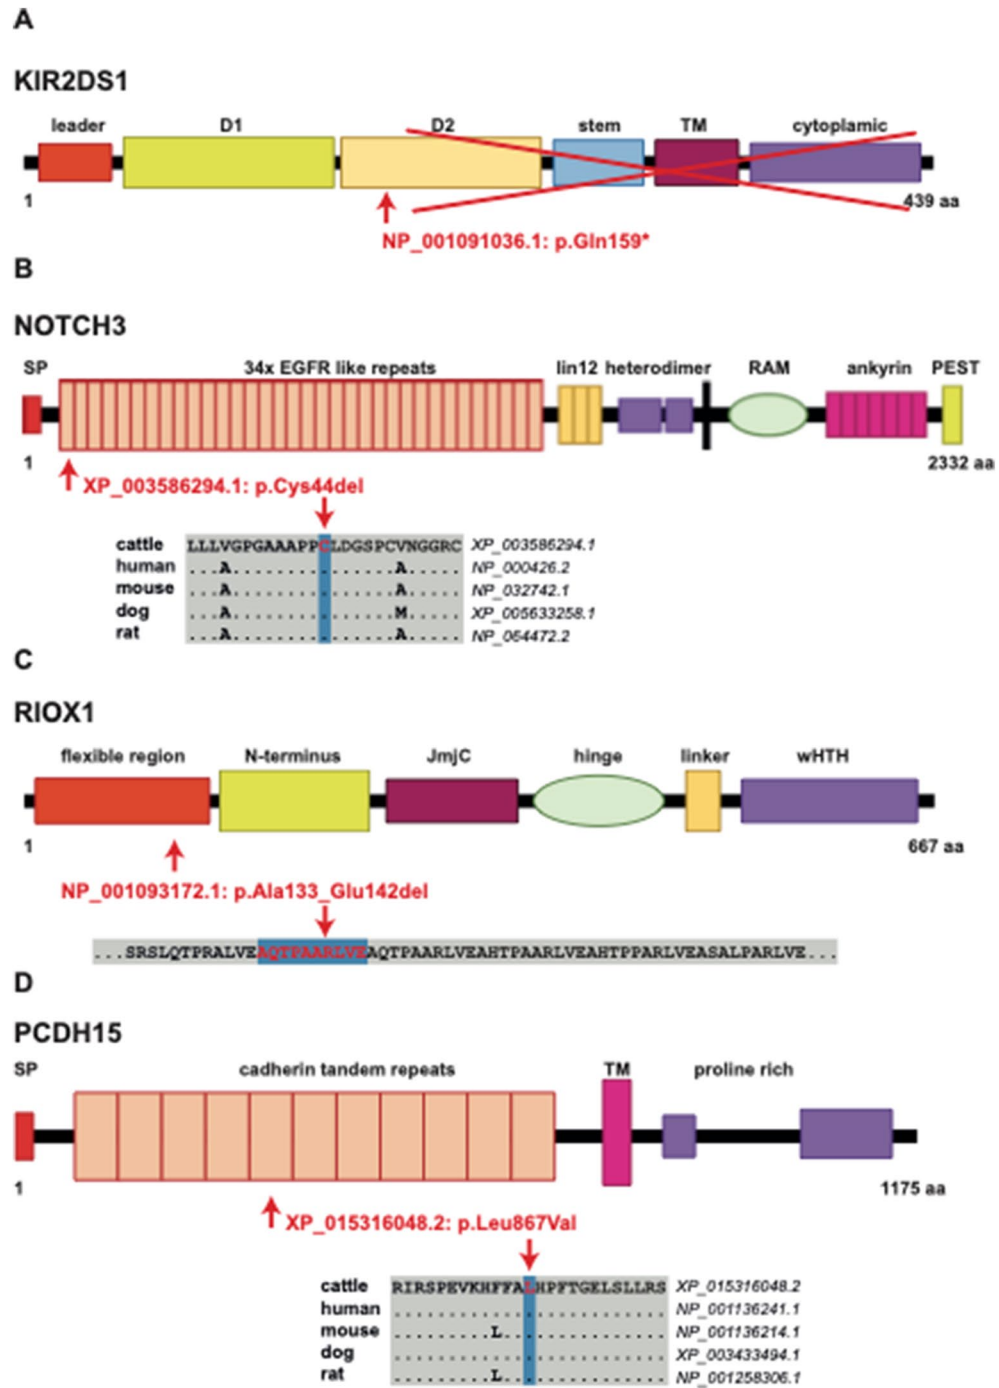 A
KIR2DS1
leader D1 D2 stem TM cytoplamic
1 439 aa
NP_001091036.1: p.Gln159*
B
NOTCH3
SP 34x EGFR like repeats lin12 heterodimer RAM ankyrin PEST
1 2332 aa
XP_003586294.1: p.Cys44del
cattle LLLVGPGAAAPPCLDGSPCVNGGRC XP_003586294.1
human ...A...............A..... NP_000426.2
mouse ...A...............A..... NP_032742.1
dog ...A...............M..... XP_005633258.1
rat ...A...............A..... NP_064472.2
C
RIOX1
flexible region N-terminus JmjC hinge linker wHTH
1 667 aa
NP_001093172.1: p.Ala133_Glu142del
...SRSLQTPRALVEAQTPAARLVEAQTPAARLVEAHTPAARLVEAHTPPARLVEASALPARLVE...
D
PCDH15
SP cadherin tandem repeats TM proline rich
1 1175 aa
XP_015316048.2: p.Leu867Val
cattle RIRSPEVKHFFALHPFTGELSLLRS XP_015316048.2
human ......................... NP_001136241.1
mouse .........L............... NP_001136214.1
dog ......................... XP_003433494.1
rat .........L............... NP_001258306.1